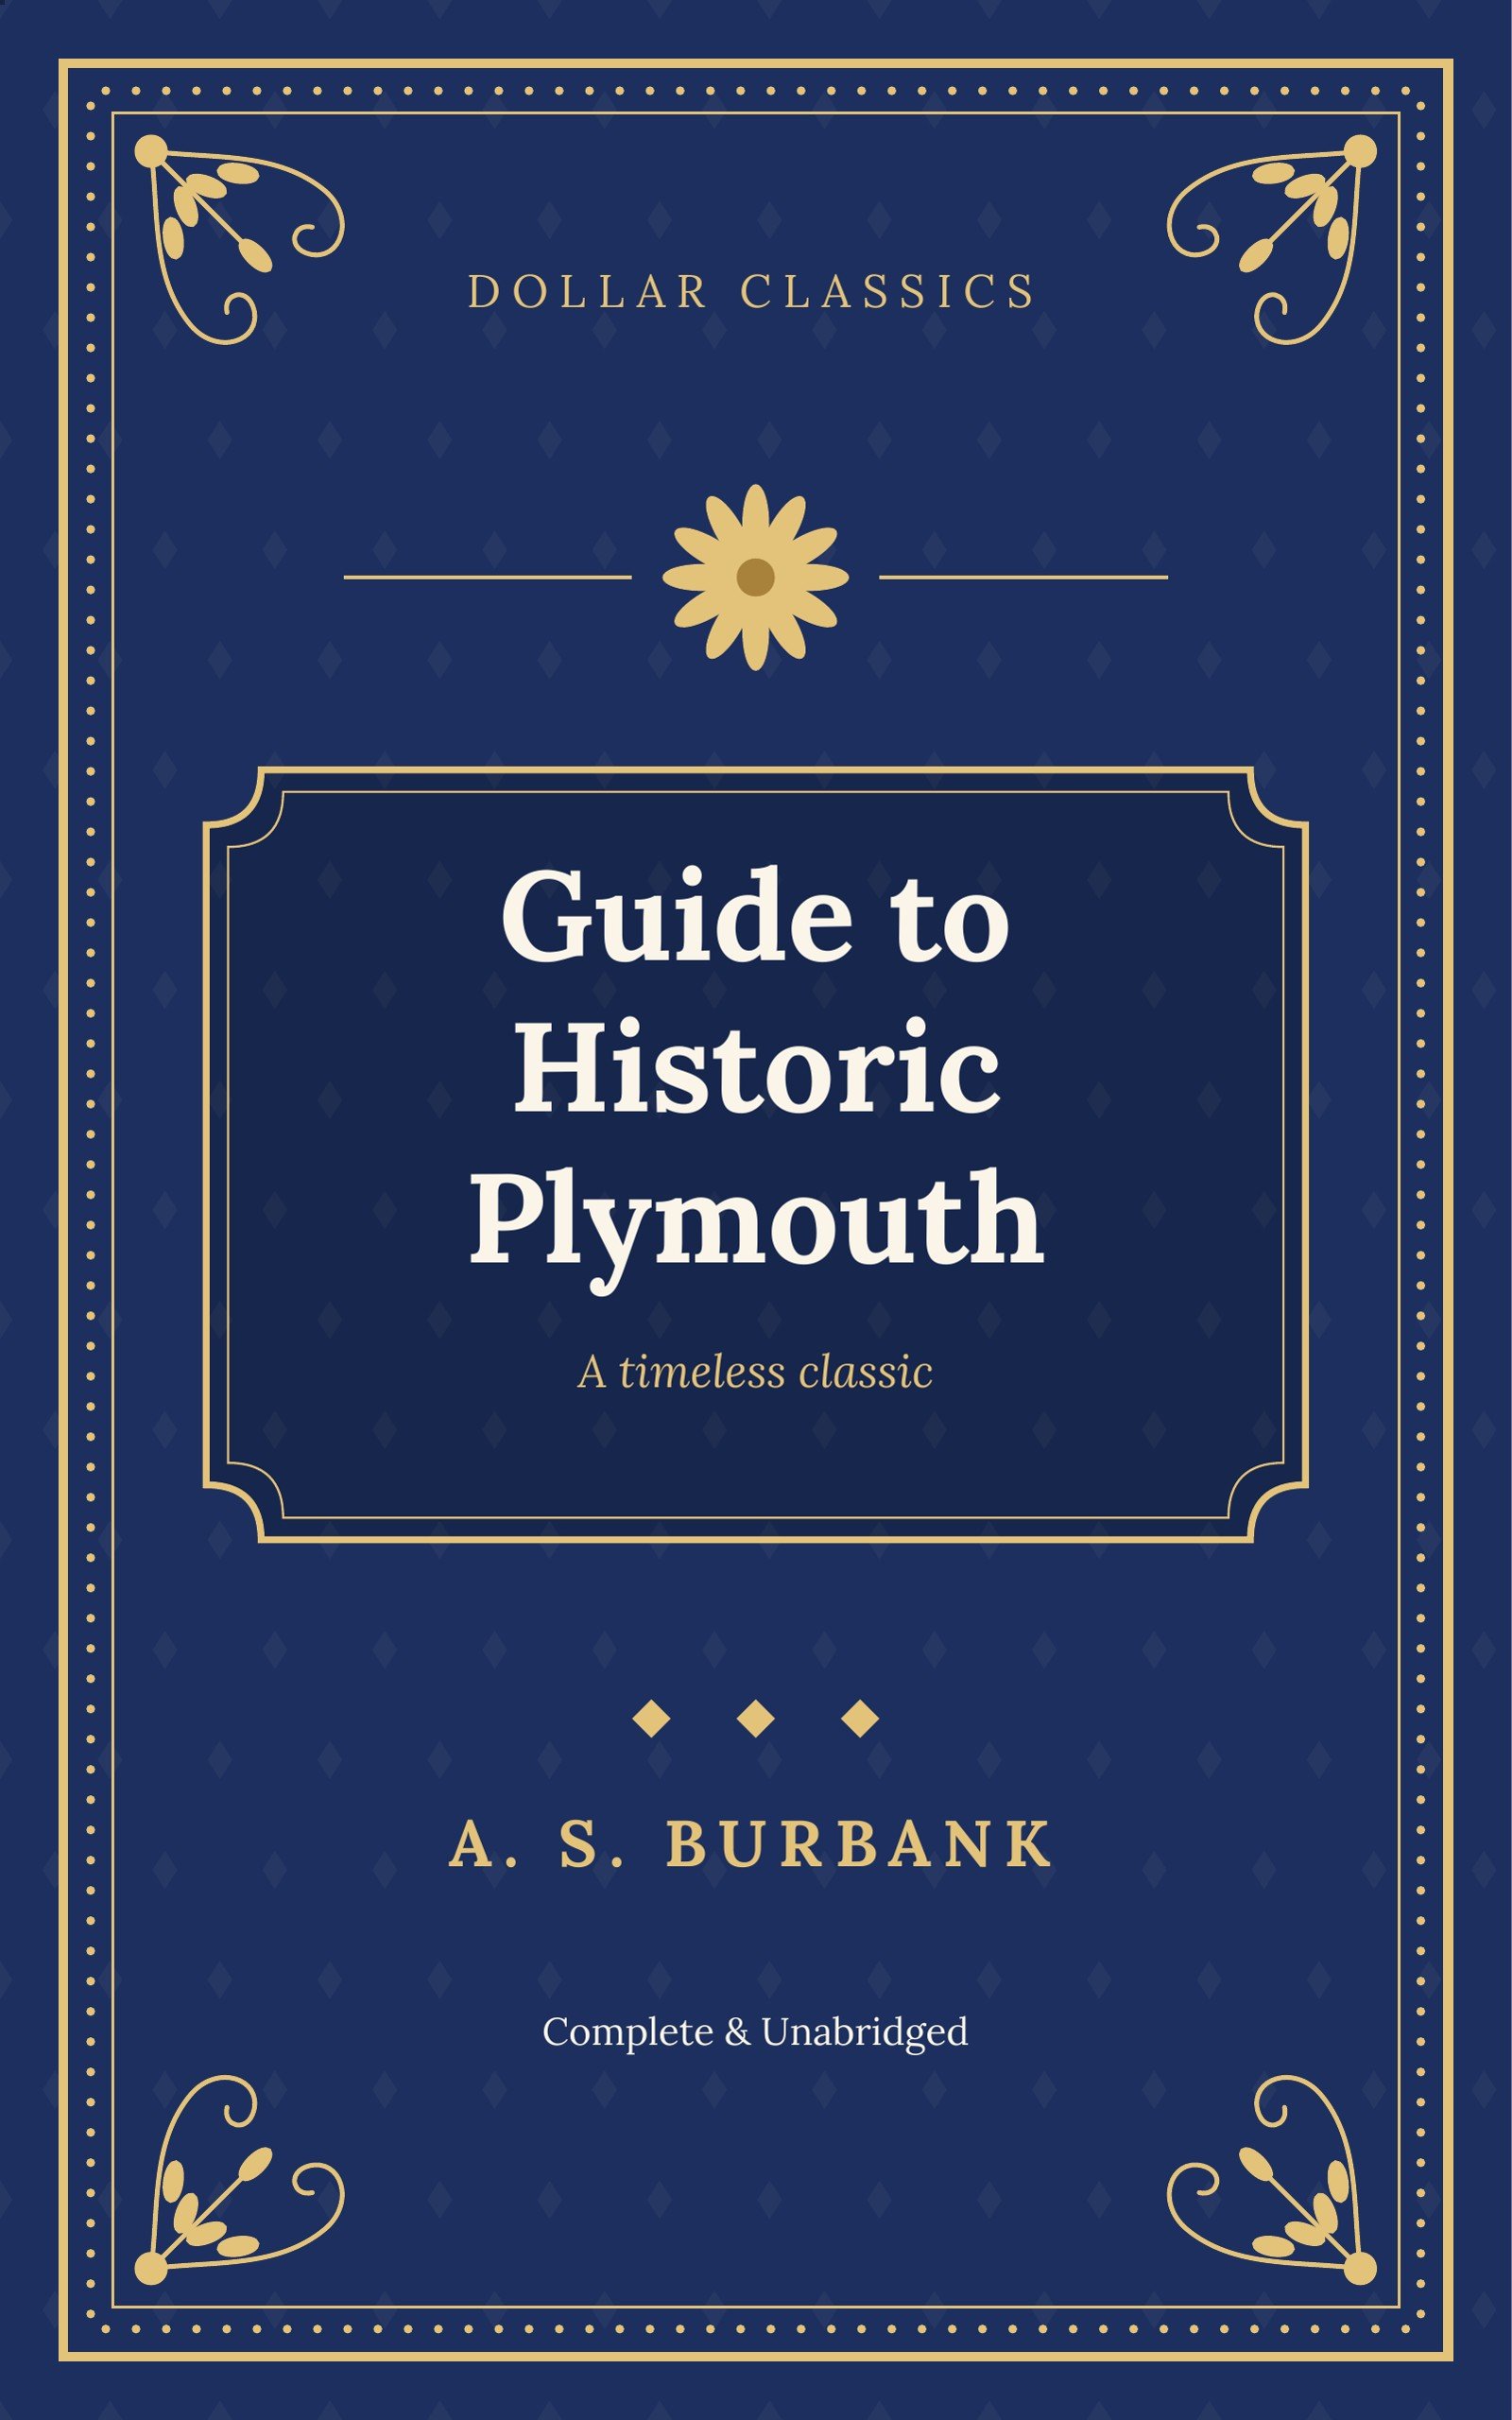 DOLLAR CLASSICS
Guide to
Historic
Plymouth
A timeless classic
A. S. BURBANK
Complete & Unabridged